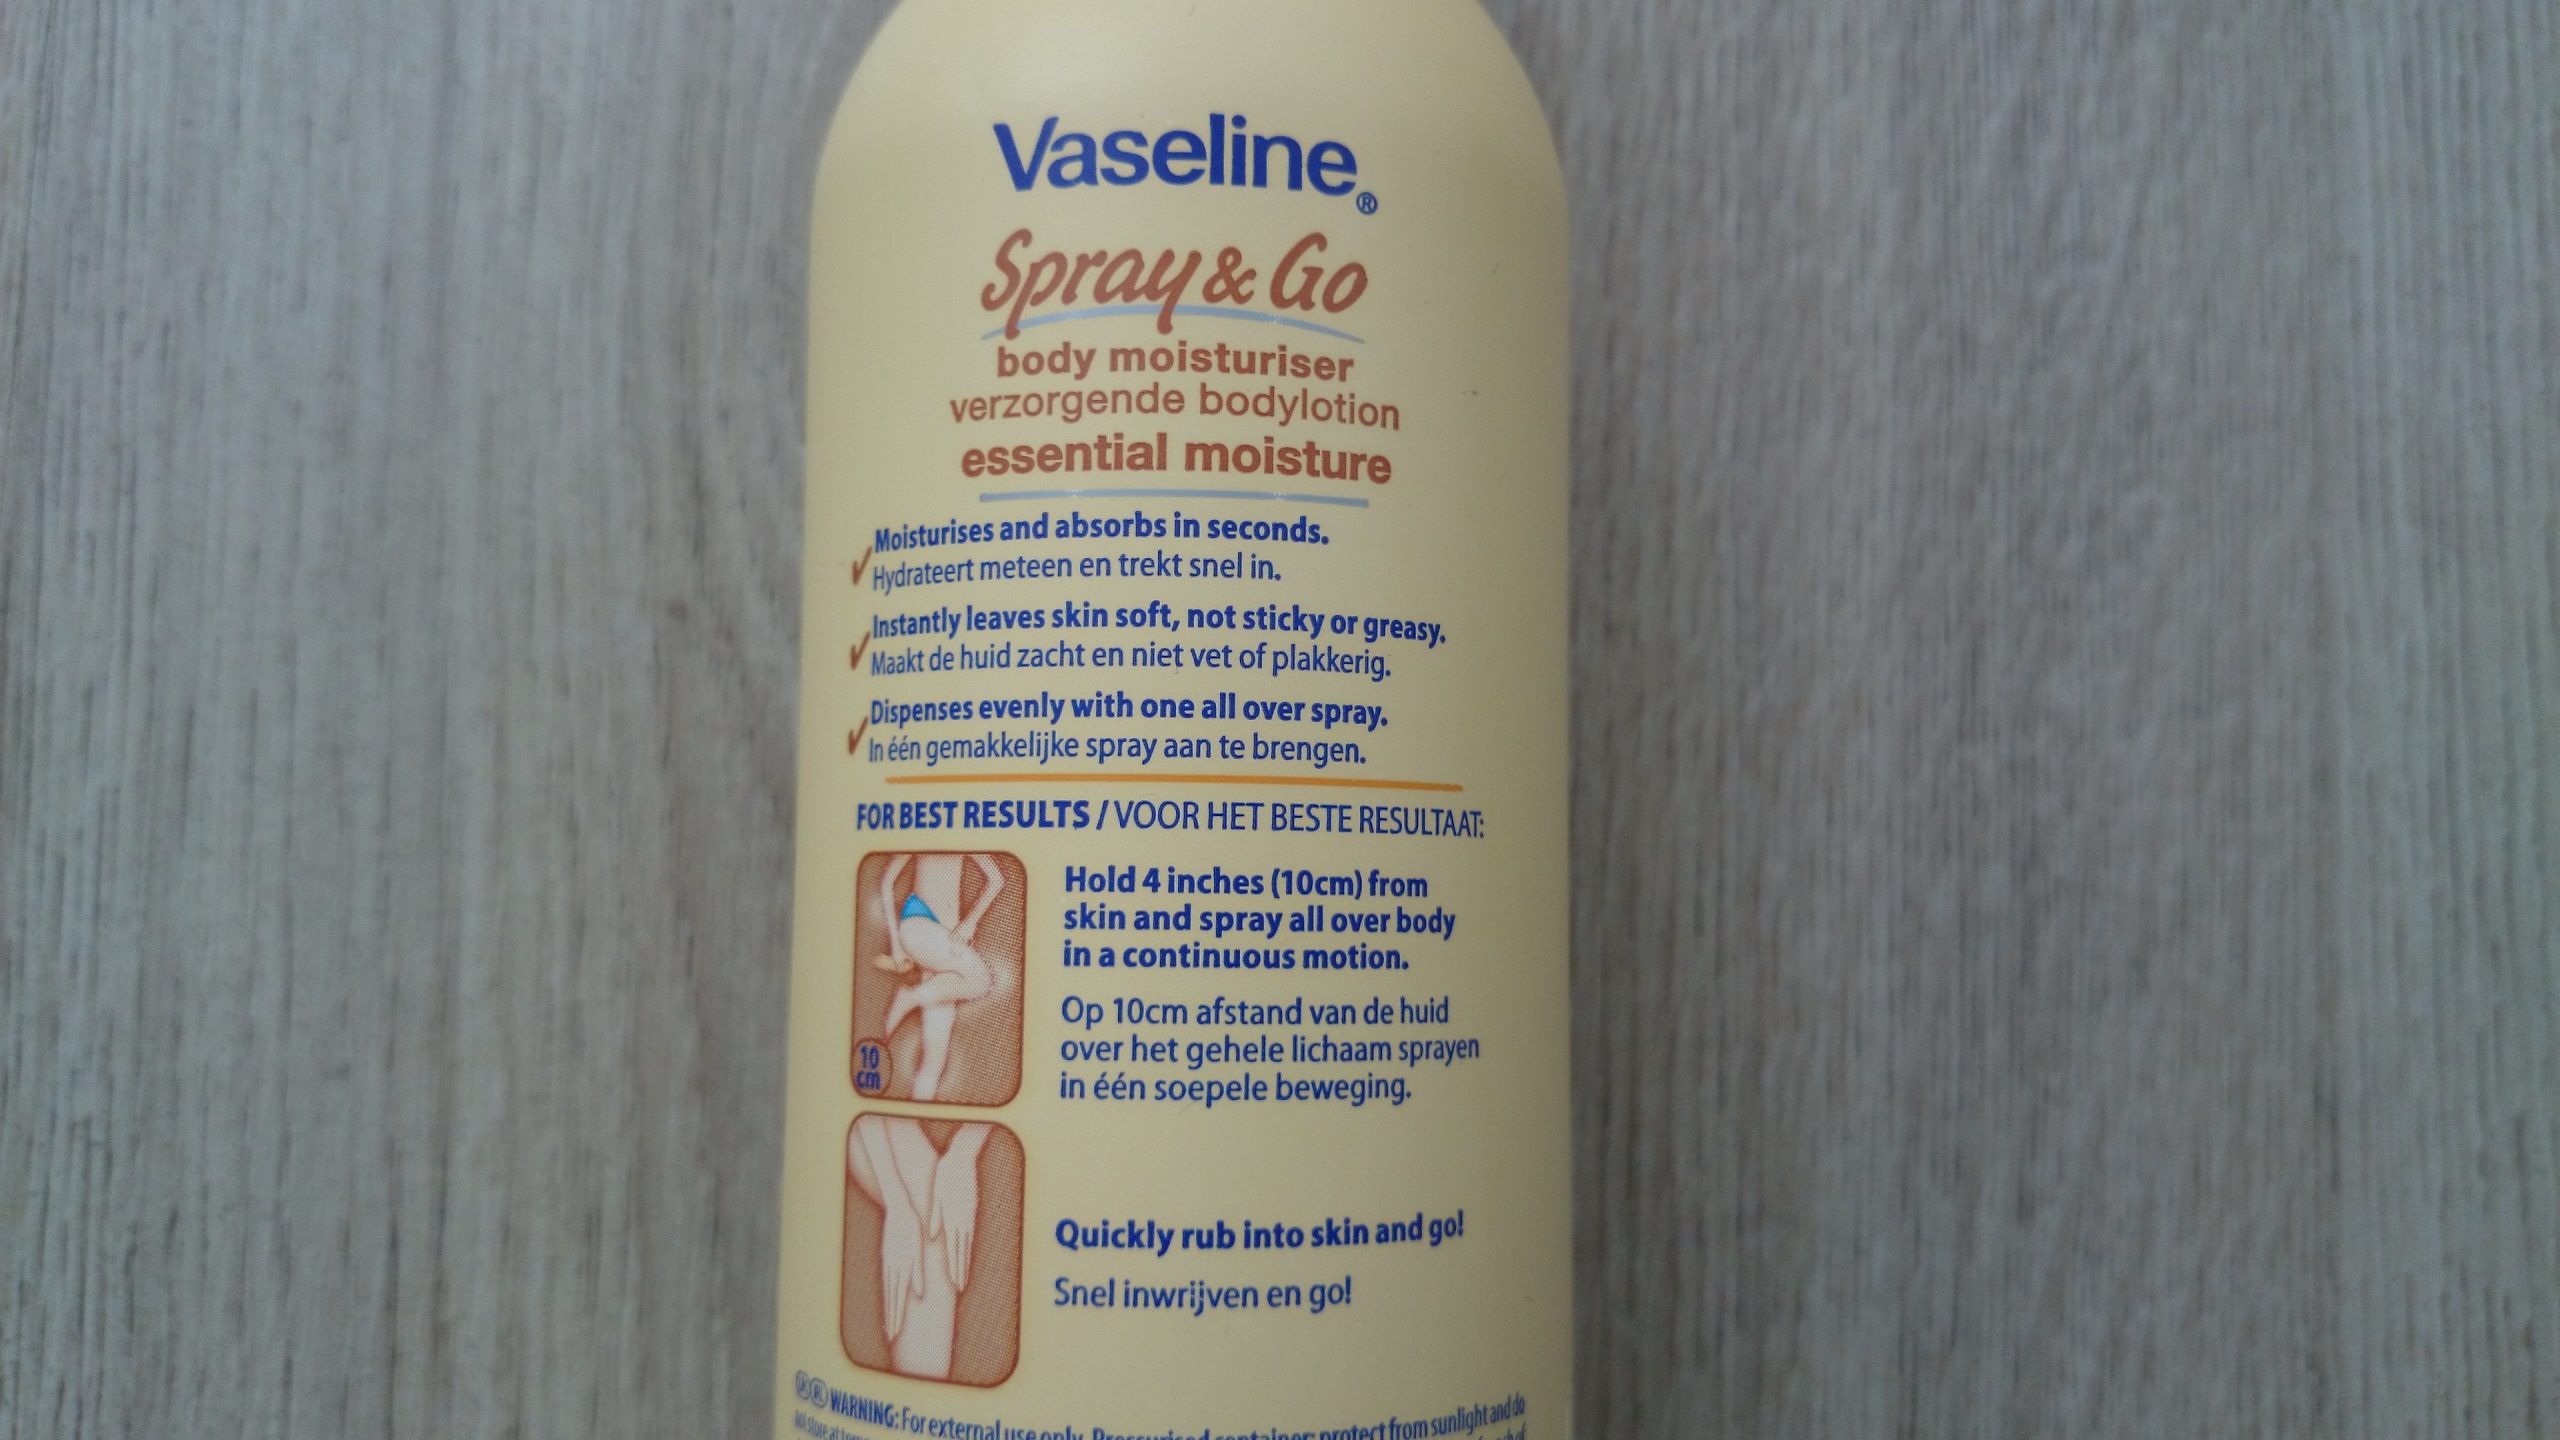 Vaseline®
Spray & Go
body moisturiser
verzorgende bodylotion
essential moisture
✓ Moisturises and absorbs in seconds.
Hydrateert meteen en trekt snel in.
✓ Instantly leaves skin soft, not sticky or greasy.
Maakt de huid zacht en niet vet of plakkerig.
✓ Dispenses evenly with one all over spray.
In één gemakkelijke spray aan te brengen.
FOR BEST RESULTS / VOOR HET BESTE RESULTAAT:
Hold 4 inches (10cm) from
skin and spray all over body
in a continuous motion.
Op 10cm afstand van de huid
over het gehele lichaam sprayen
in één soepele beweging.
10
cm
Quickly rub into skin and go!
Snel inwrijven en go!
WARNING: For external use only. Pressurised container: protect from sunlight and do
not store at